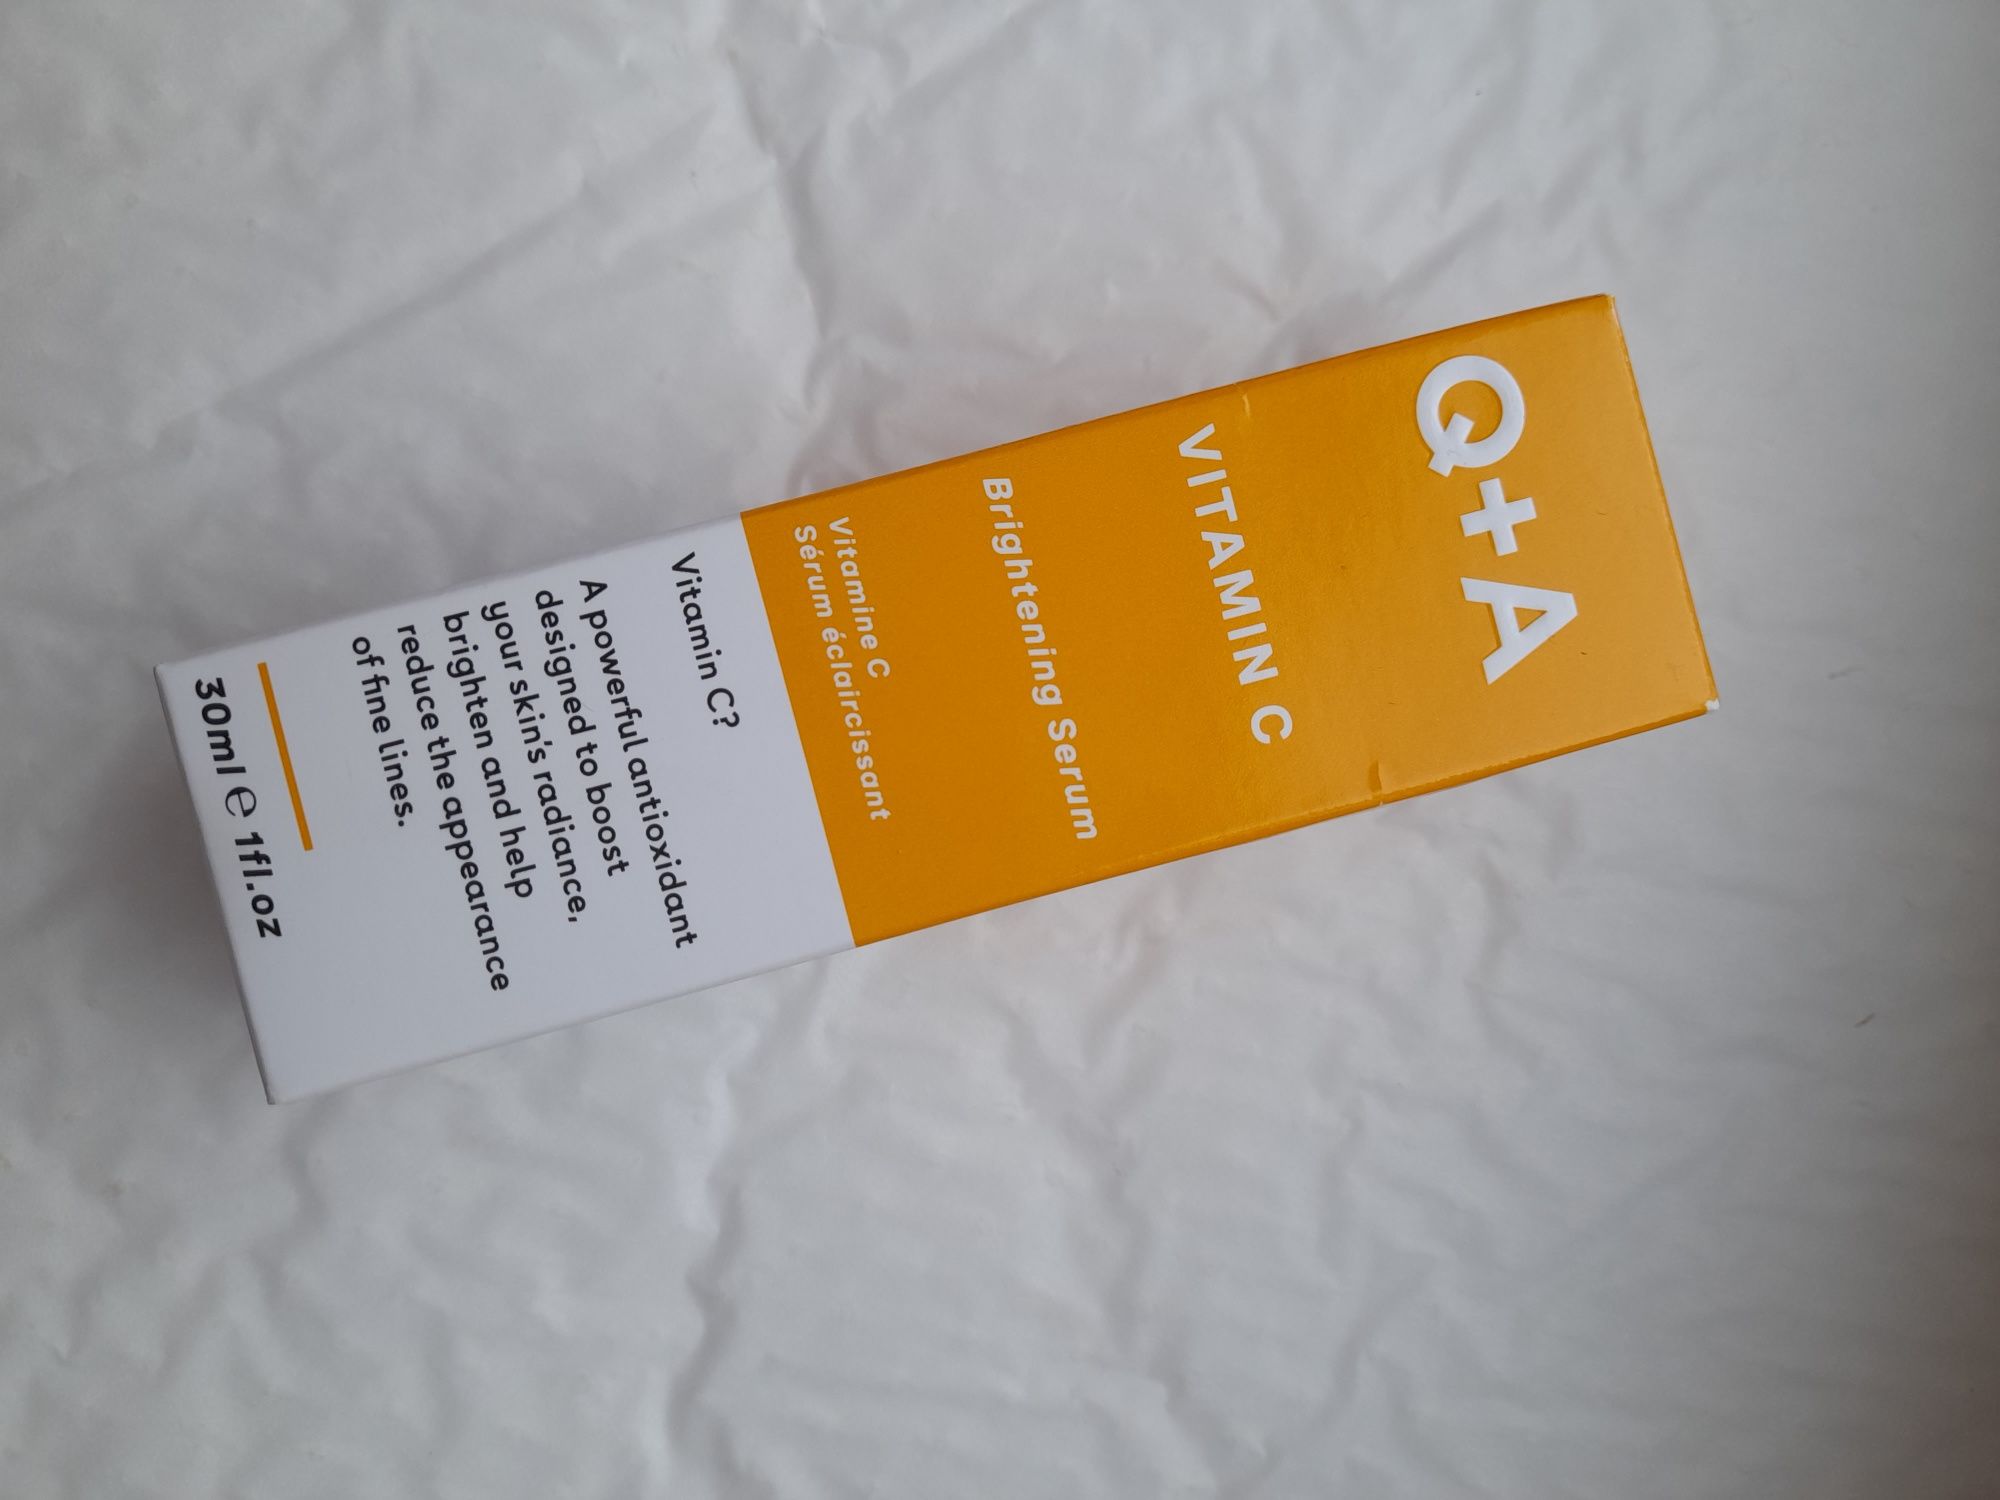 Q+A
VITAMIN C
Brightening Serum
Vitamine C
Sérum éclaircissant
Vitamin C?
A powerful antioxidant
designed to boost
your skin's radiance,
brighten and help
reduce the appearance
of fine lines.
30ml e 1fl.oz